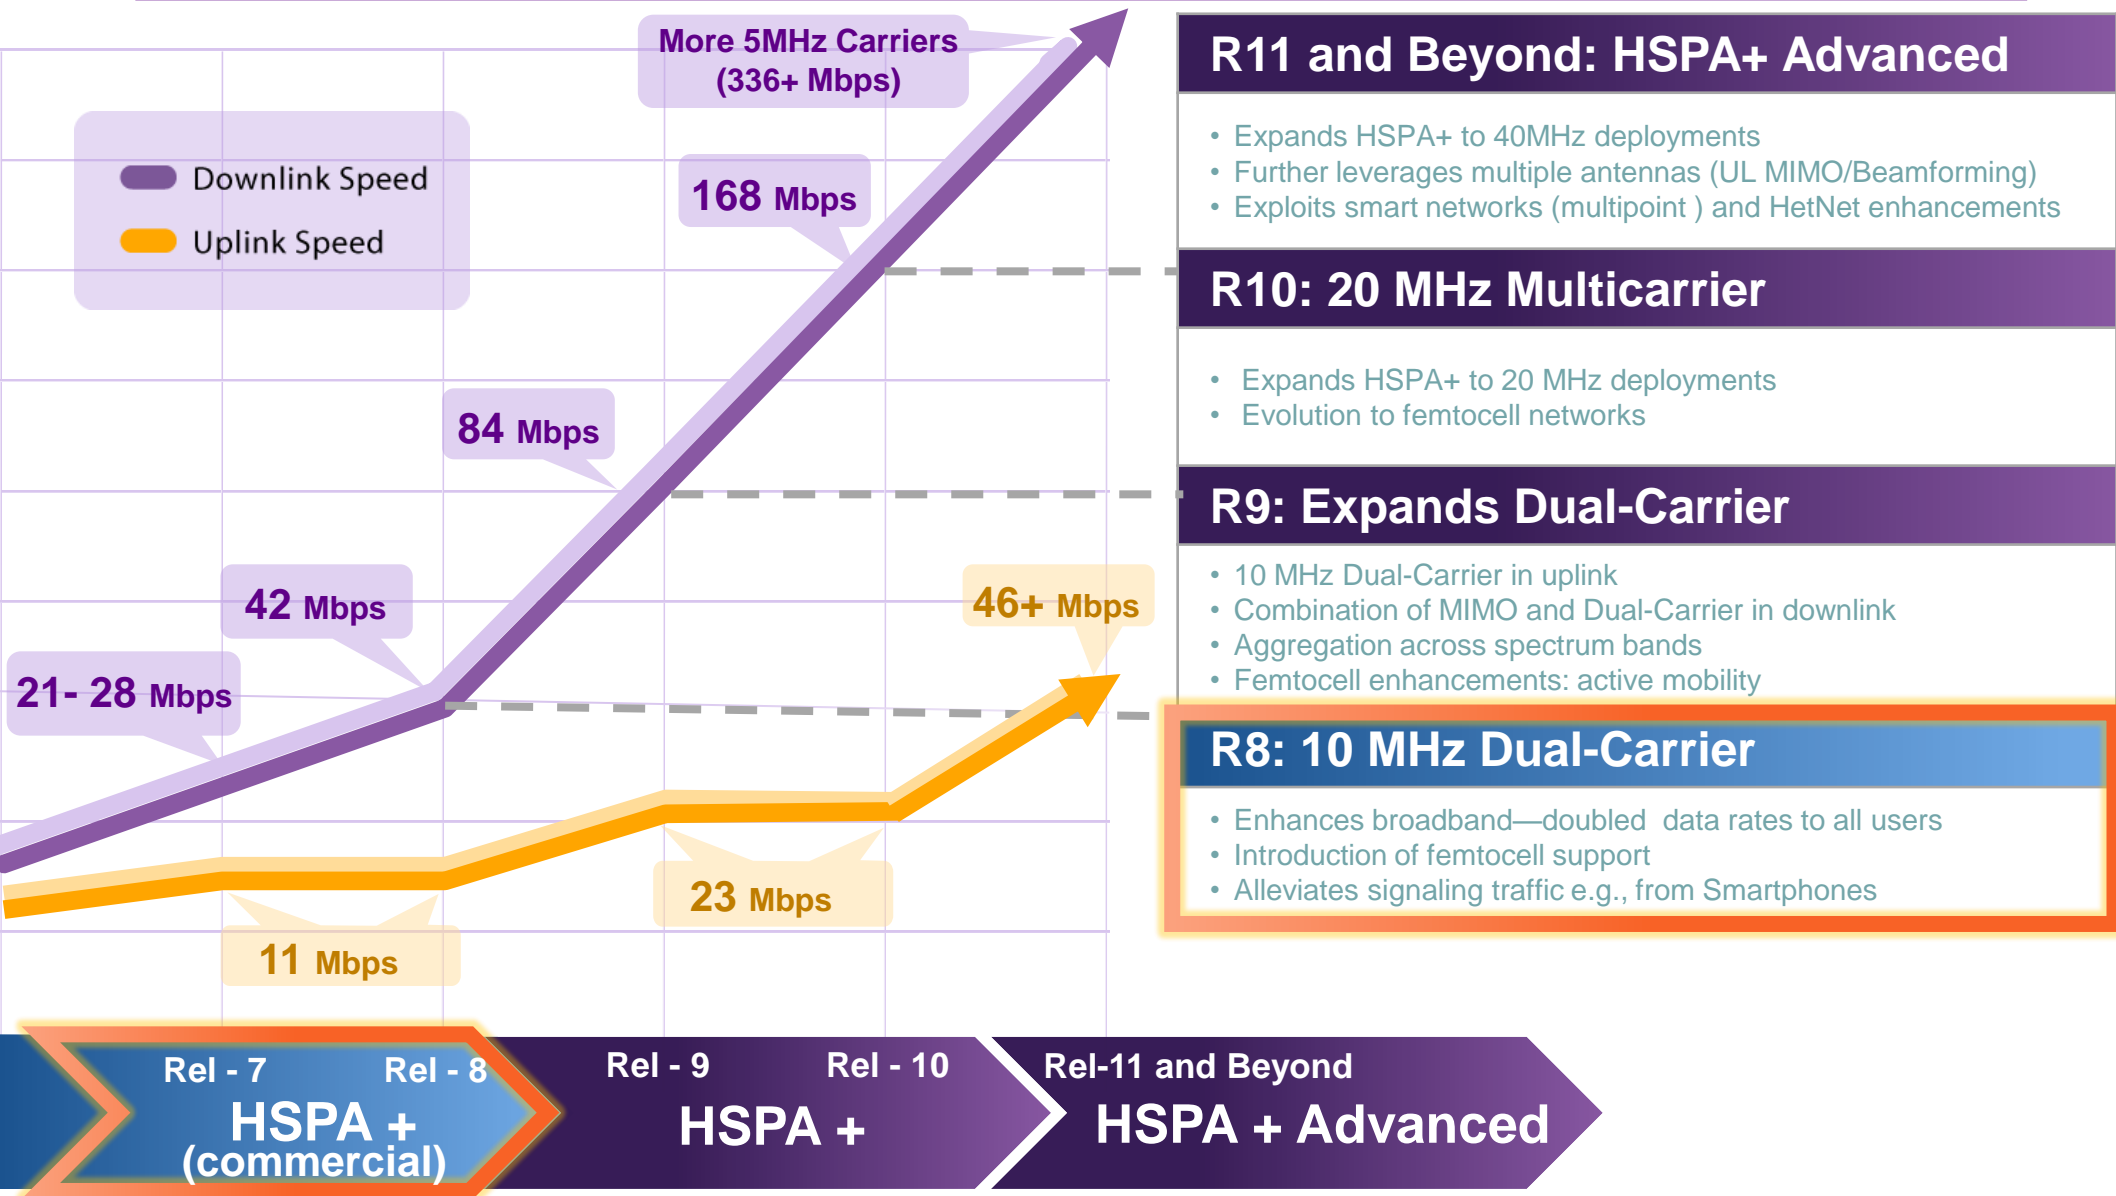 More 5MHz Carriers
(336+ Mbps)
Downlink Speed
Uplink Speed
168 Mbps
84 Mbps
42 Mbps
21- 28 Mbps
46+ Mbps
23 Mbps
11 Mbps
R11 and Beyond: HSPA+ Advanced
• Expands HSPA+ to 40MHz deployments
• Further leverages multiple antennas (UL MIMO/Beamforming)
• Exploits smart networks (multipoint ) and HetNet enhancements
R10: 20 MHz Multicarrier
• Expands HSPA+ to 20 MHz deployments
• Evolution to femtocell networks
R9: Expands Dual-Carrier
• 10 MHz Dual-Carrier in uplink
• Combination of MIMO and Dual-Carrier in downlink
• Aggregation across spectrum bands
• Femtocell enhancements: active mobility
R8: 10 MHz Dual-Carrier
• Enhances broadband—doubled  data rates to all users
• Introduction of femtocell support
• Alleviates signaling traffic e.g., from Smartphones
Rel - 7
Rel - 8
HSPA +
(commercial)
Rel - 9
Rel - 10
HSPA +
Rel-11 and Beyond
HSPA + Advanced